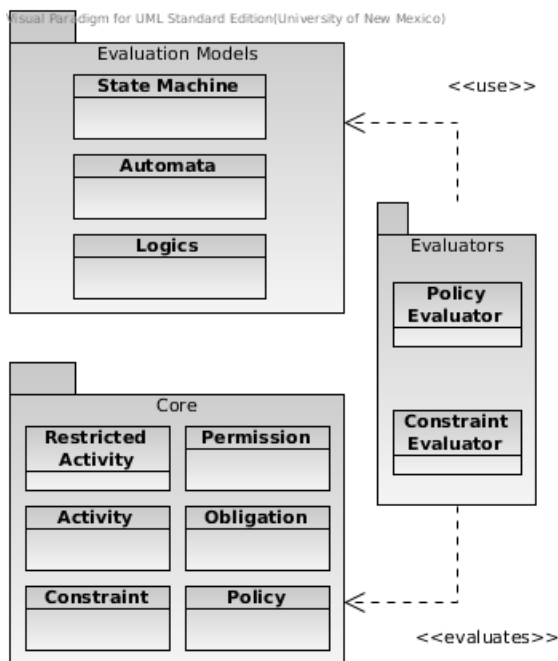 Visual Paradigm for UML Standard Edition(University of New Mexico)
Evaluation Models
State Machine
Automata
Logics
<<use>>
Evaluators
Policy
Evaluator
Constraint
Evaluator
Core
Restricted
Activity
Permission
Activity
Obligation
Constraint
Policy
<<evaluates>>